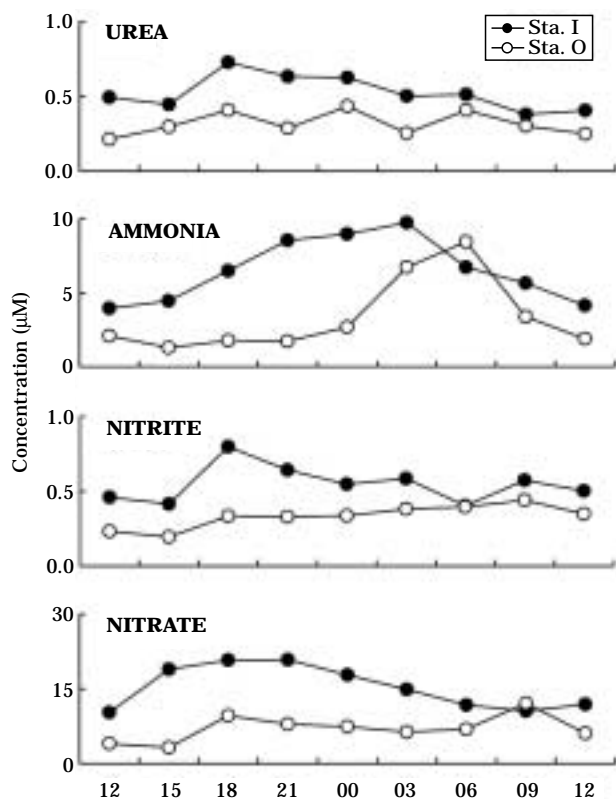 UREA
Sta. I
Sta. O
1.0
0.5
0.0
AMMONIA
10
5
0
Concentration (μM)
NITRITE
1.0
0.5
0.0
NITRATE
30
15
0
12 15 18 21 00 03 06 09 12